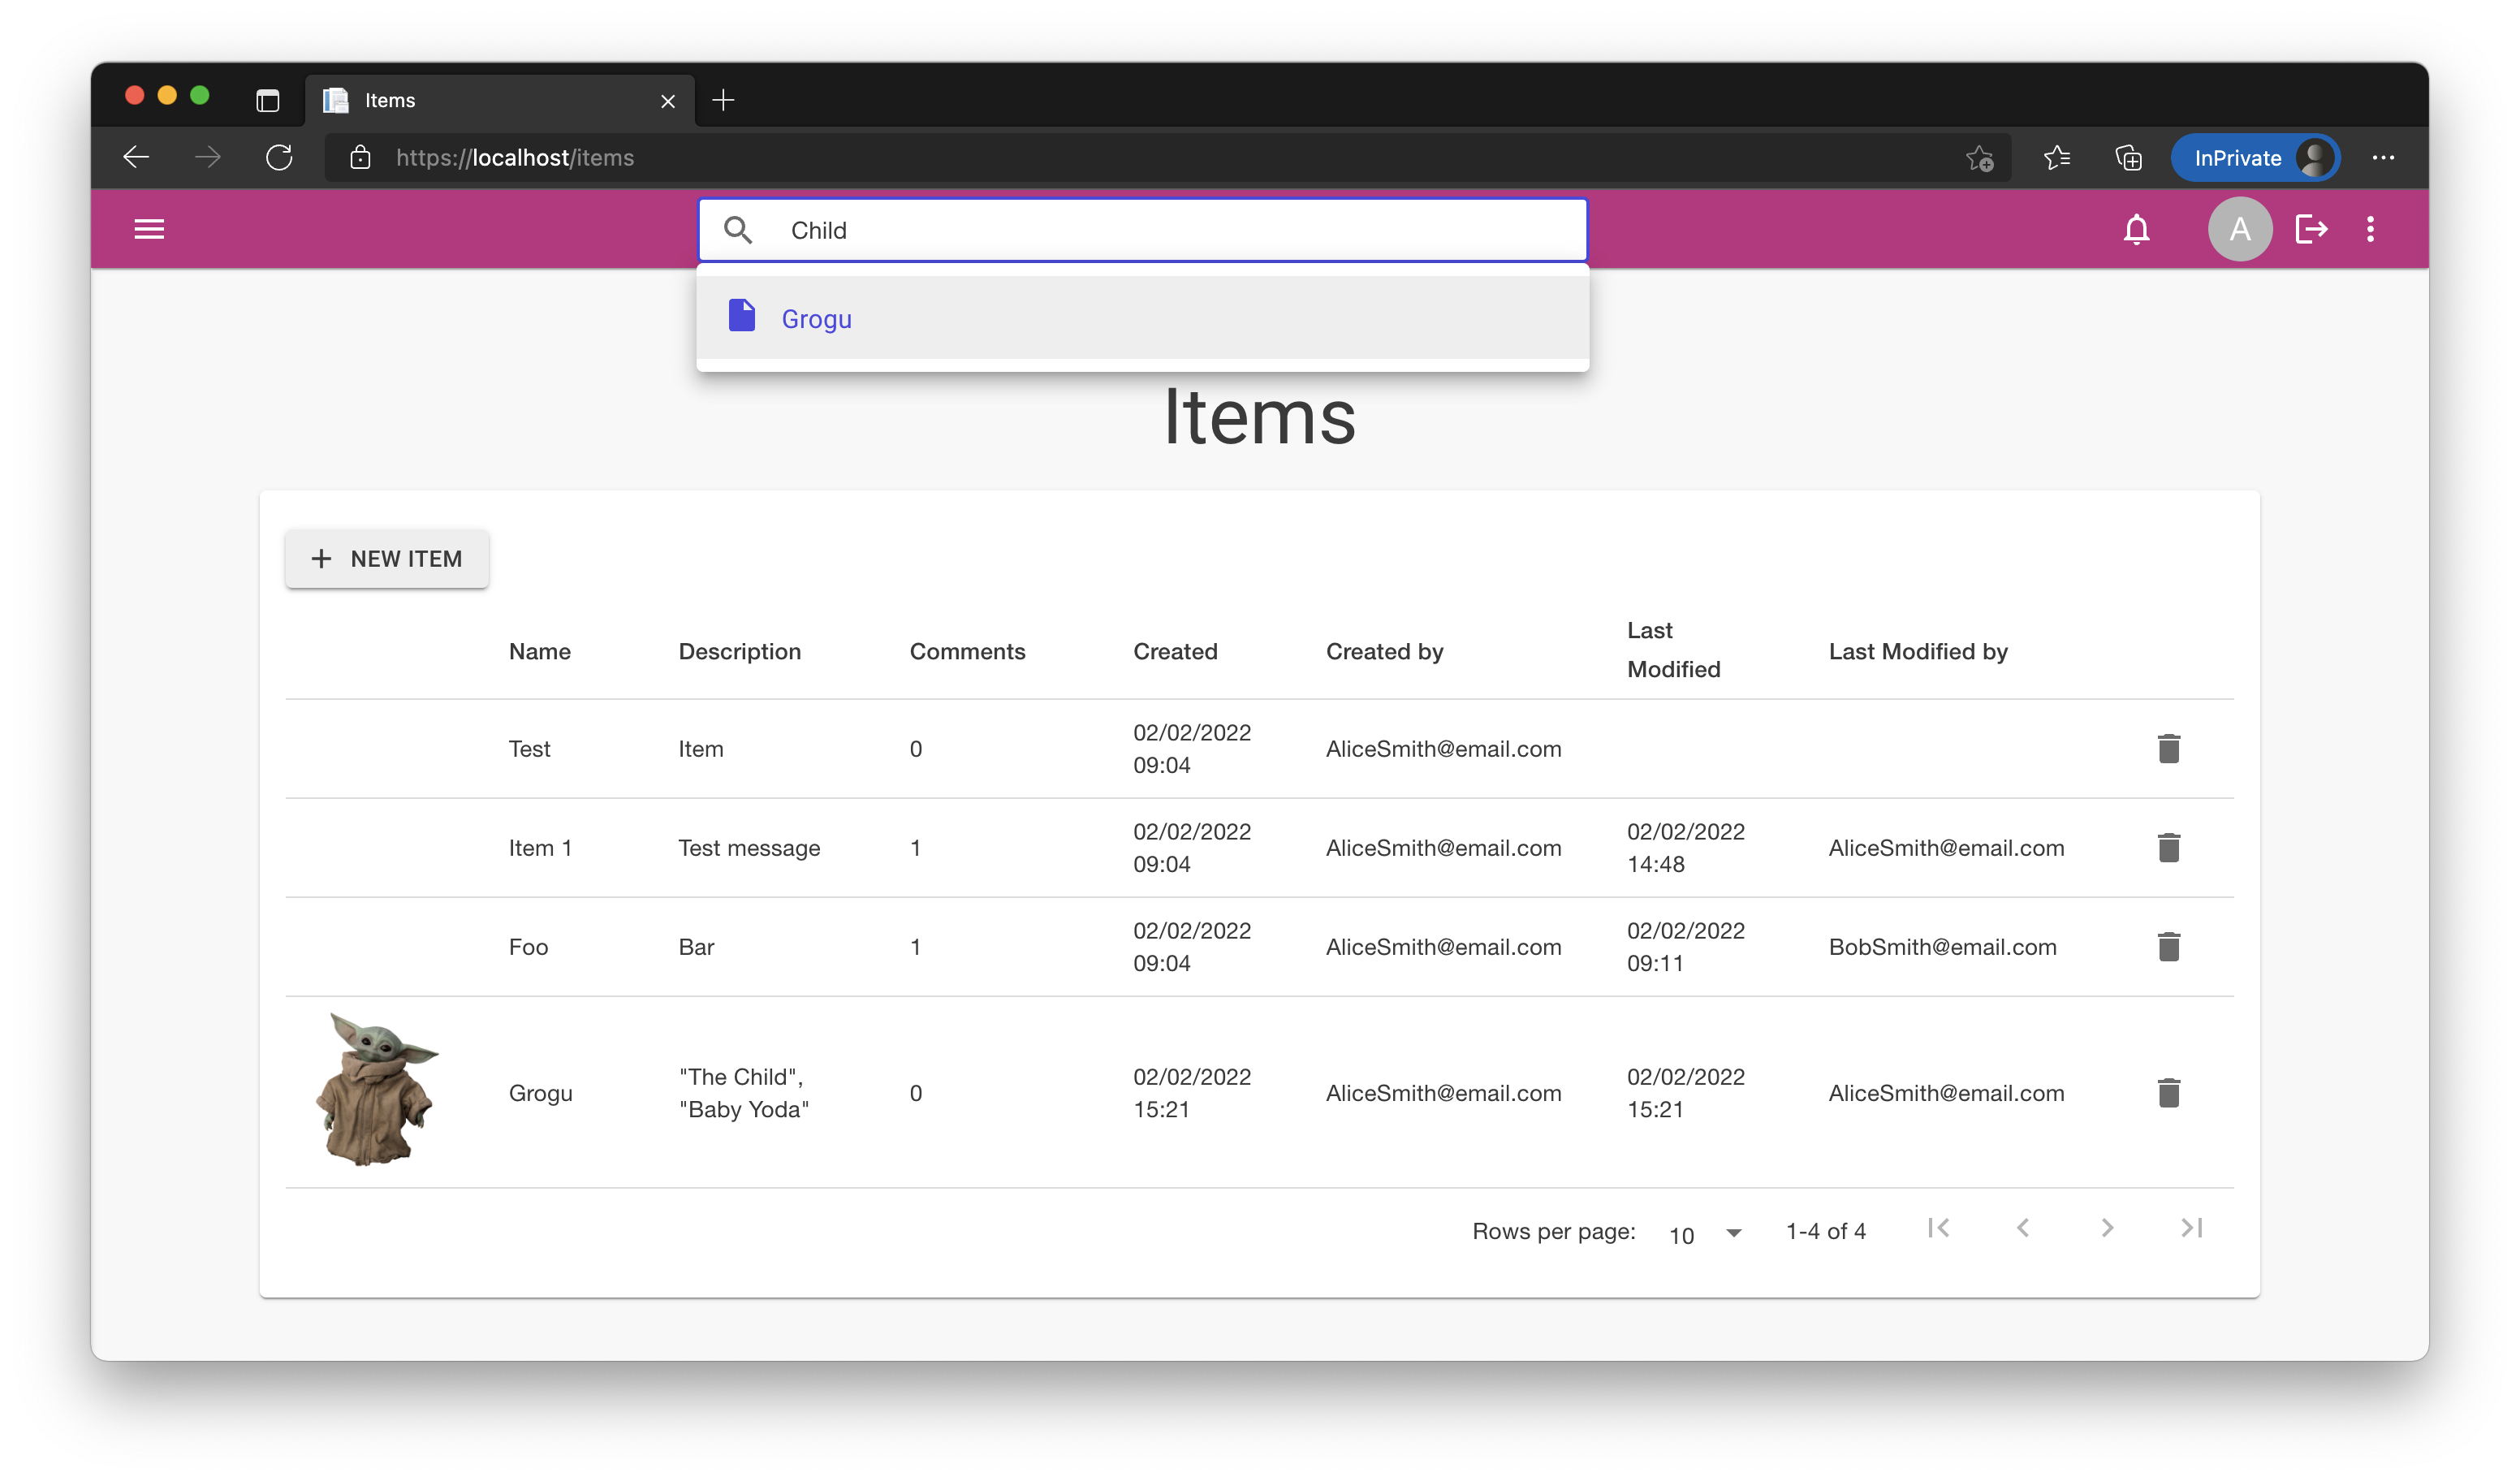 Items
https://localhost/items
InPrivate
Child
A
Grogu
Items
NEW ITEM
Name Description Comments Created Created by Last Modified Last Modified by
Test Item 0 02/02/2022 09:04 AliceSmith@email.com
Item 1 Test message 1 02/02/2022 09:04 AliceSmith@email.com 02/02/2022 14:48 AliceSmith@email.com
Foo Bar 1 02/02/2022 09:04 AliceSmith@email.com 02/02/2022 09:11 BobSmith@email.com
Grogu "The Child", "Baby Yoda" 0 02/02/2022 15:21 AliceSmith@email.com 02/02/2022 15:21 AliceSmith@email.com
Rows per page: 10 1-4 of 4